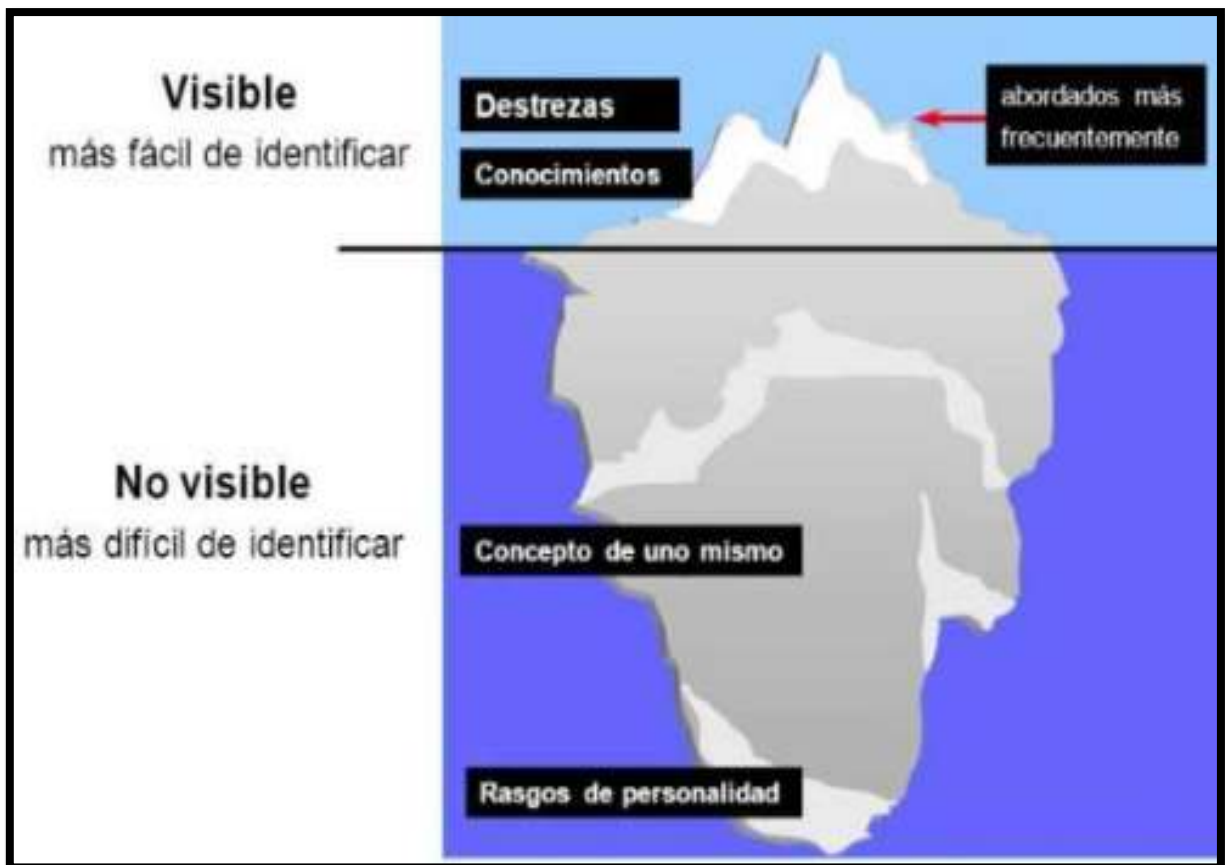 Visible
más fácil de identificar
Destrezas
Conocimientos
abordados más
frecuentemente
No visible
más difícil de identificar
Concepto de uno mismo
Rasgos de personalidad